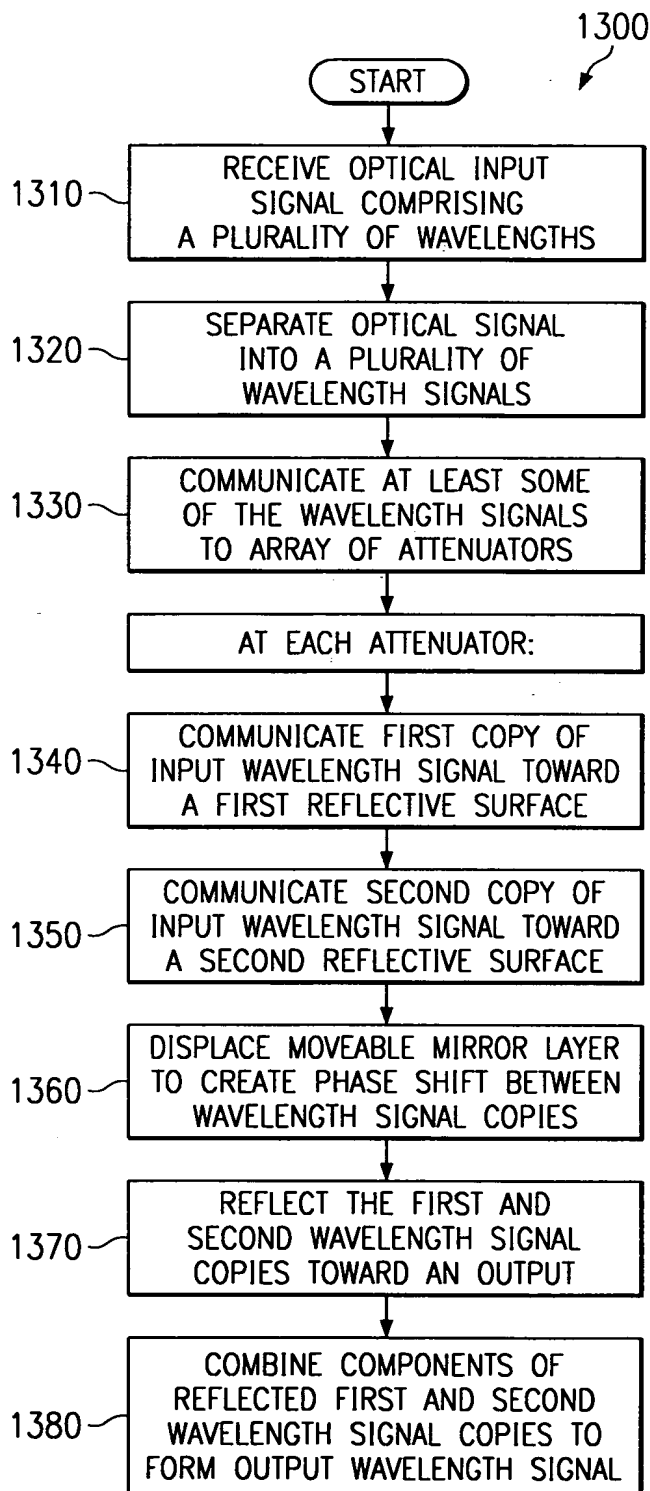 1300
START
1310
RECEIVE OPTICAL INPUT
SIGNAL COMPRISING
A PLURALITY OF WAVELENGTHS
1320
SEPARATE OPTICAL SIGNAL
INTO A PLURALITY OF
WAVELENGTH SIGNALS
1330
COMMUNICATE AT LEAST SOME
OF THE WAVELENGTH SIGNALS
TO ARRAY OF ATTENUATORS
AT EACH ATTENUATOR:
1340
COMMUNICATE FIRST COPY OF
INPUT WAVELENGTH SIGNAL TOWARD
A FIRST REFLECTIVE SURFACE
1350
COMMUNICATE SECOND COPY OF
INPUT WAVELENGTH SIGNAL TOWARD
A SECOND REFLECTIVE SURFACE
1360
DISPLACE MOVEABLE MIRROR LAYER
TO CREATE PHASE SHIFT BETWEEN
WAVELENGTH SIGNAL COPIES
1370
REFLECT THE FIRST AND
SECOND WAVELENGTH SIGNAL
COPIES TOWARD AN OUTPUT
1380
COMBINE COMPONENTS OF
REFLECTED FIRST AND SECOND
WAVELENGTH SIGNAL COPIES TO
FORM OUTPUT WAVELENGTH SIGNAL